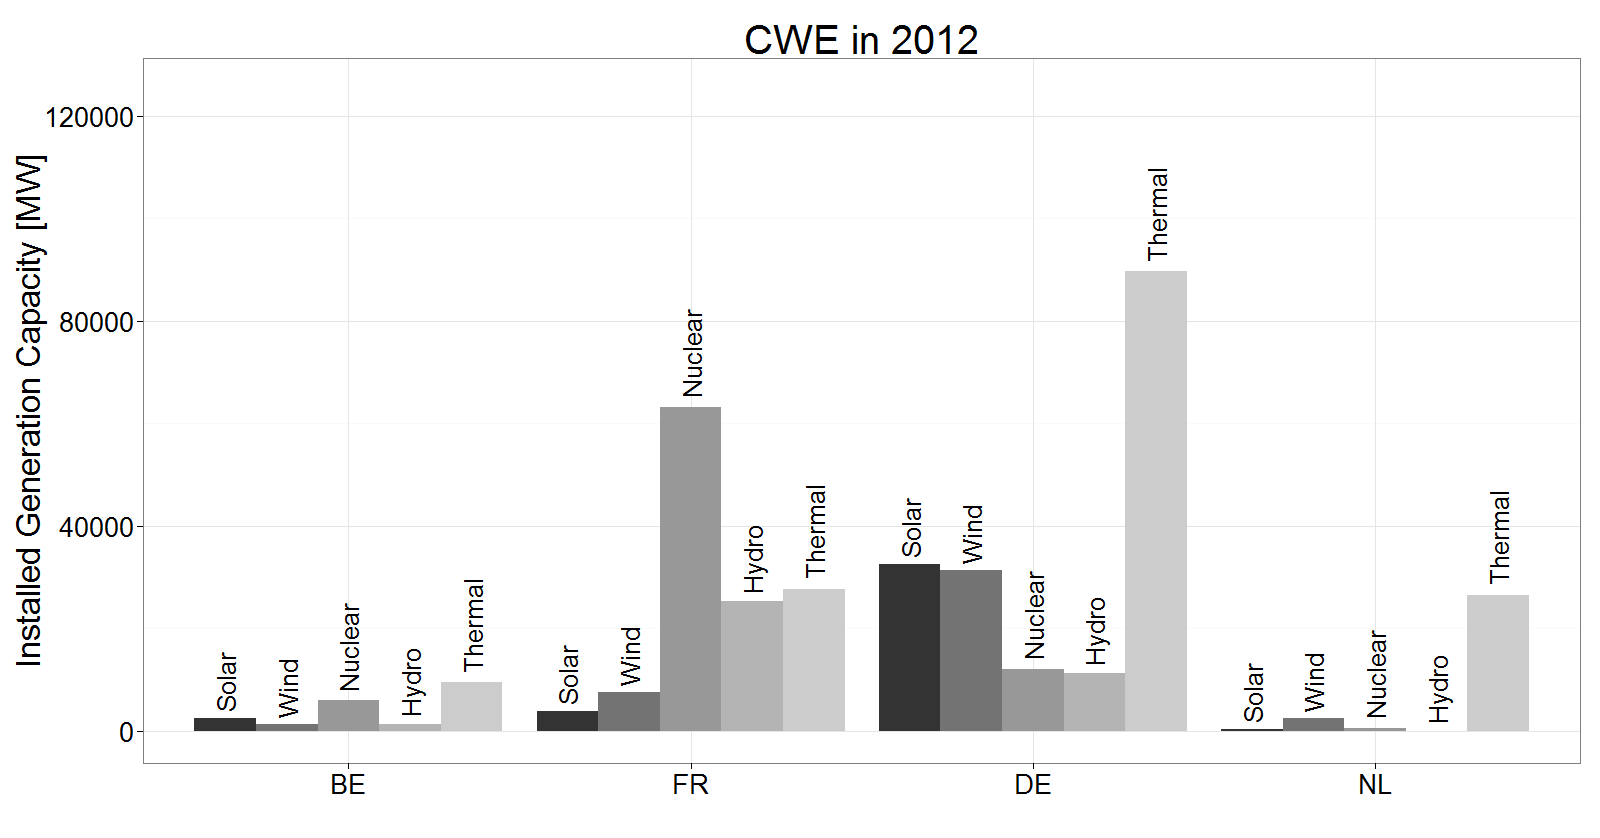 CWE in 2012
Installed Generation Capacity [MW]
120000
80000
40000
0
Solar
Wind
Nuclear
Hydro
Thermal
Solar
Wind
Nuclear
Hydro
Thermal
Solar
Wind
Nuclear
Hydro
Thermal
Solar
Wind
Nuclear
Hydro
Thermal
BE
FR
DE
NL